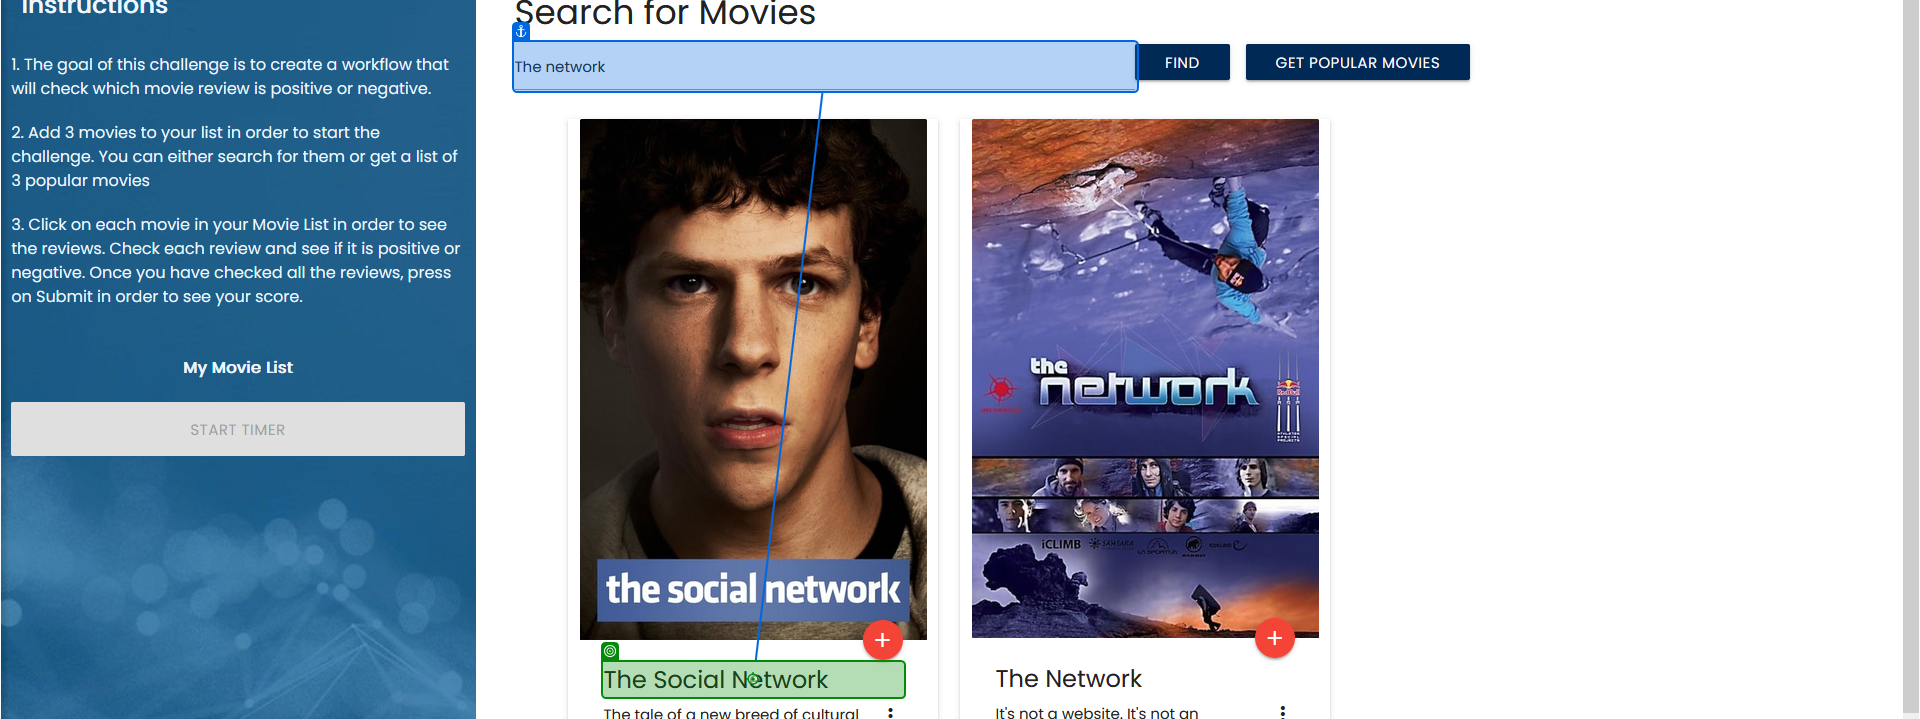 Instructions
1. The goal of this challenge is to create a workflow that
will check which movie review is positive or negative.
2. Add 3 movies to your list in order to start the
challenge. You can either search for them or get a list of
3 popular movies
3. Click on each movie in your Movie List in order to see
the reviews. Check each review and see if it is positive or
negative. Once you have checked all the reviews, press
on Submit in order to see your score.
My Movie List
START TIMER
Search for Movies
The network
FIND
GET POPULAR MOVIES
the social network
The Social Network
The tale of a new breed of cultural
the
network
Red Bull
iCLIMB
SAMSARA
LA SPORTIVA
The Network
It's not a website. It's not an